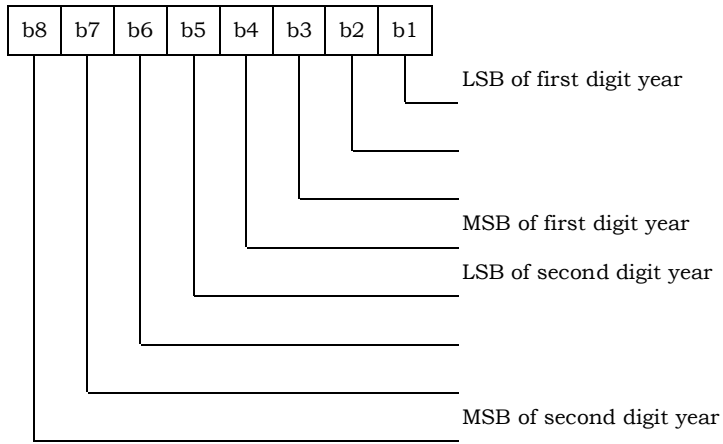 b8 b7 b6 b5 b4 b3 b2 b1
LSB of first digit year
MSB of first digit year
LSB of second digit year
MSB of second digit year